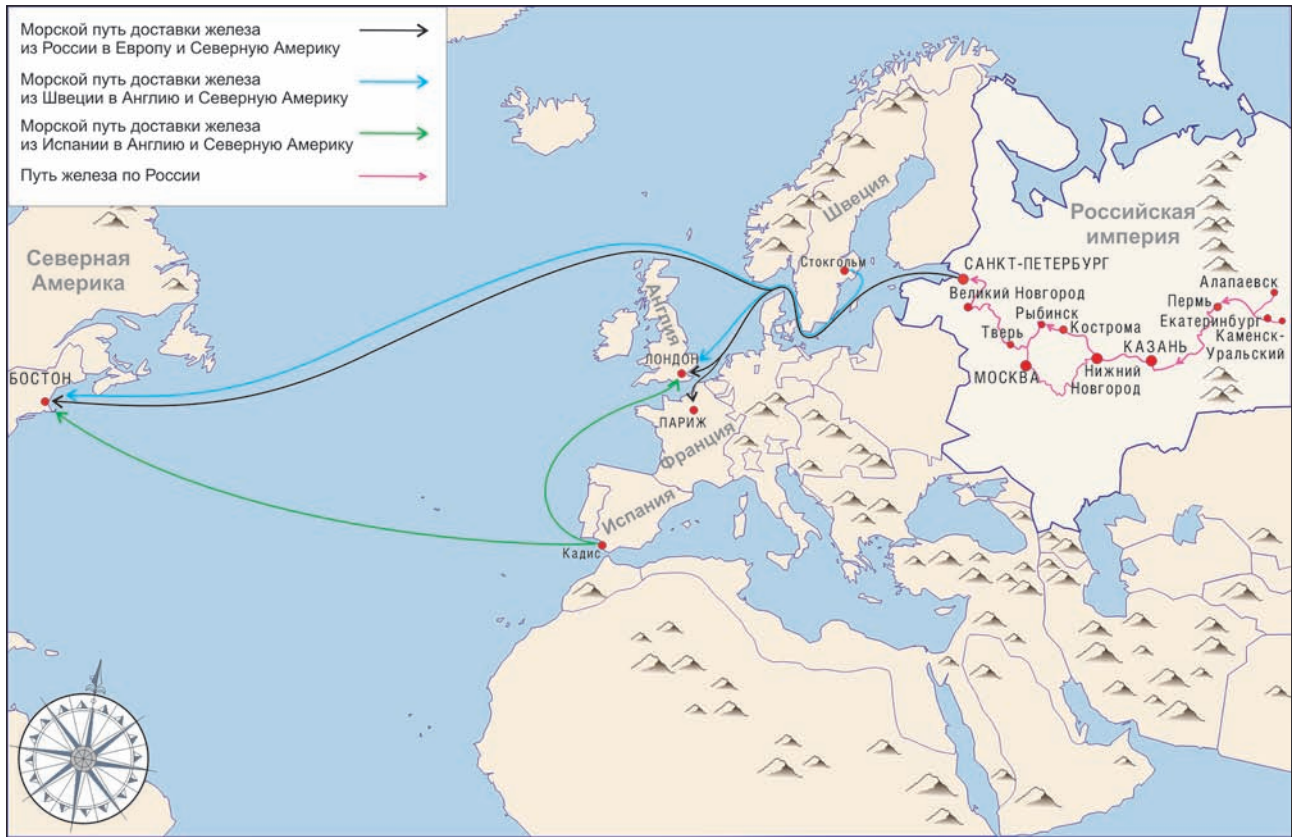 Морской путь доставки железа
из России в Европу и Северную Америку
Морской путь доставки железа
из Швеции в Англию и Северную Америку
Морской путь доставки железа
из Испании в Англию и Северную Америку
Путь железа по России
Северная
Америка
БОСТОН
Швеция
Стокгольм
Англия
ЛОНДОН
ПАРИЖ
Франция
Испания
Кадис
Российская
империя
САНКТ-ПЕТЕРБУРГ
Великий Новгород
Рыбинск
Тверь
Кострома
МОСКВА
Нижний
Новгород
КАЗАНЬ
Пермь
Алапаевск
Екатеринбург
Каменск-
Уральский